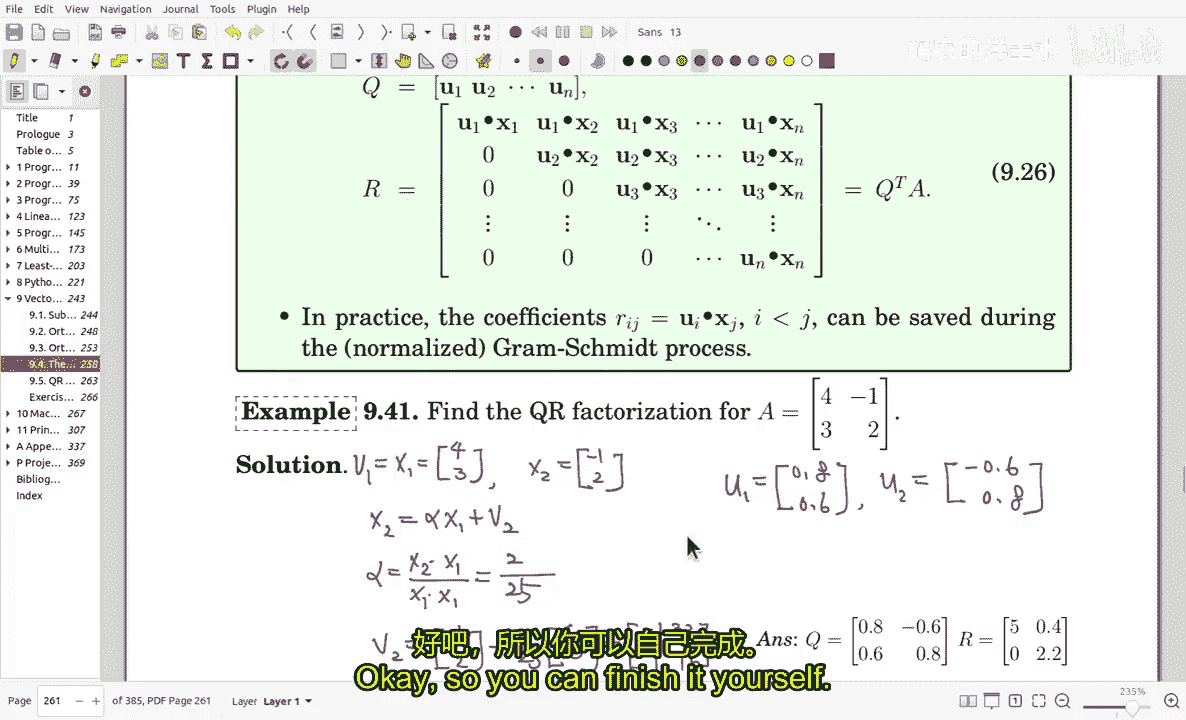 File Edit View Navigation Journal Tools Plugin Help
Sans 13
Title 1
Prologue 3
Table o... 5
1 Progr... 11
2 Progr... 39
3 Progr... 75
4 Linea... 123
5 Progr... 145
6 Multi... 173
7 Least-... 203
8 Pytho... 221
9 Vecto... 243
9.1. Sub... 244
9.2. Ort... 248
9.3. Ort... 253
9.4. The... 258
9.5. QR ... 263
Exercis... 266
10 Mac... 267
11 Prin... 307
A Appe... 337
P Proje... 369
Bibliog...
Index
Q = [u₁ u₂ ⋯ uₙ],
R = [ u₁•x₁ u₁•x₂ u₁•x₃ ⋯ u₁•xₙ
0 u₂•x₂ u₂•x₃ ⋯ u₂•xₙ
0 0 u₃•x₃ ⋯ u₃•xₙ
⋮ ⋮ ⋮ ⋱ ⋮
0 0 0 ⋯ uₙ•xₙ ] = QᵀA.
(9.26)
• In practice, the coefficients rᵢⱼ = uᵢ•xⱼ, i < j, can be saved during
the (normalized) Gram-Schmidt process.
Example 9.41. Find the QR factorization for A = [4 −1; 3 2].
Solution. V₁ = X₁ = [4; 3], X₂ = [-1; 2]
U₁ = [0.8; 0.6], U₂ = [-0.6; 0.8]
X₂ = αX₁ + V₂
α = X₂·X₁ / X₁·X₁ = 2 / 25
V₂
Ans: Q = [0.8 −0.6; 0.6 0.8] R = [5 0.4; 0 2.2]
好吧，所以你可以自己完成。
Okay, so you can finish it yourself.
Page 261 of 385, PDF Page 261 Layer Layer 1
235%